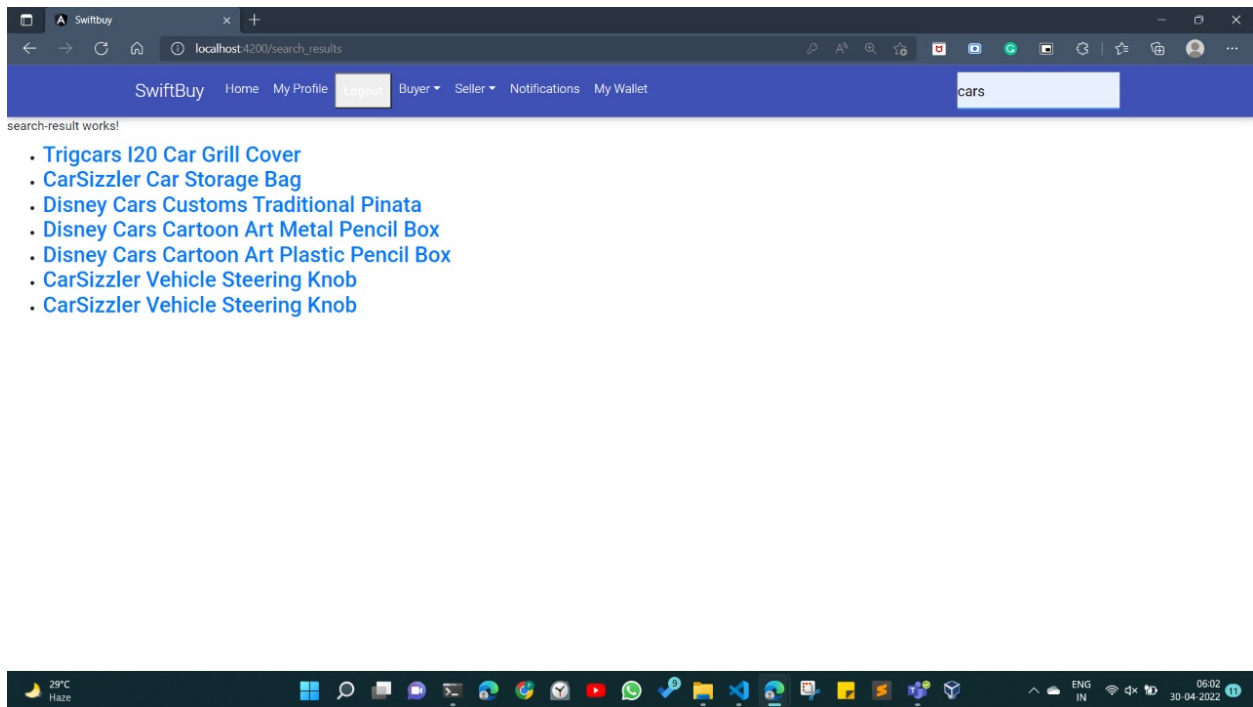 Swiftbuy
localhost:4200/search_results
SwiftBuy Home My Profile Logout Buyer Seller Notifications My Wallet cars
search-result works!
Trigcars I20 Car Grill Cover
CarSizzler Car Storage Bag
Disney Cars Customs Traditional Pinata
Disney Cars Cartoon Art Metal Pencil Box
Disney Cars Cartoon Art Plastic Pencil Box
CarSizzler Vehicle Steering Knob
CarSizzler Vehicle Steering Knob
29°C
Haze
9
ENG
IN
06:02
30-04-2022
11